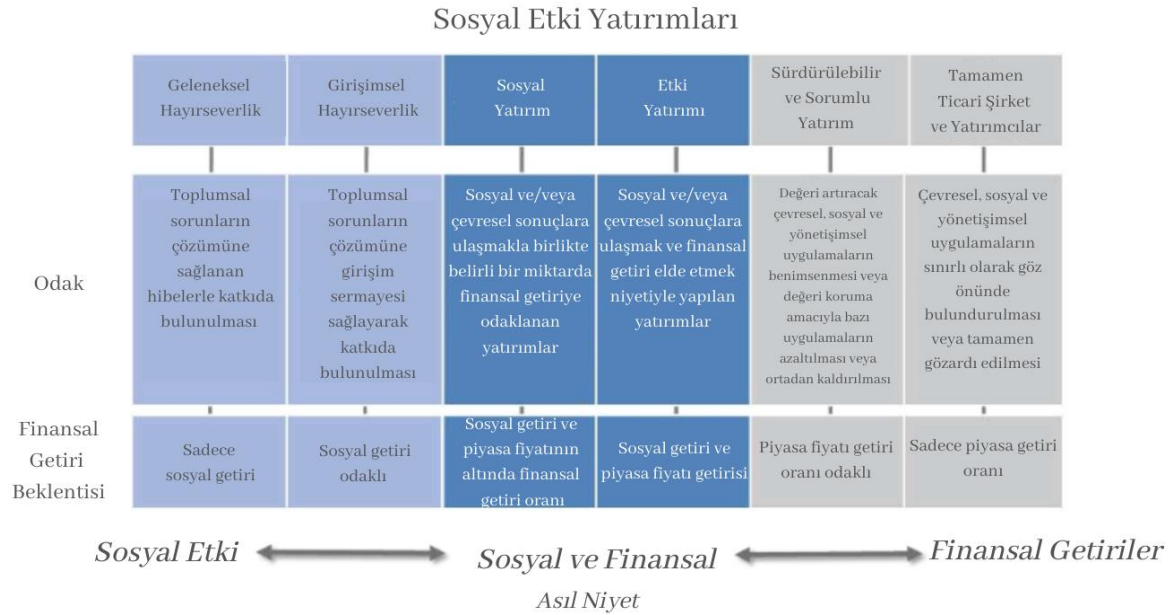 Sosyal Etki Yatırımları
Geleneksel
Hayırseverlik
Girişimsel
Hayırseverlik
Sosyal
Yatırım
Etki
Yatırımı
Sürdürülebilir
ve Sorumlu
Yatırım
Tamamen
Ticari Şirket
ve Yatırımcılar
Odak
Toplumsal
sorunların
çözümüne
sağlanan
hibelerle katkıda
bulunulması
Toplumsal
sorunların
çözümüne
girişim
sermayesi
sağlayarak
katkıda
bulunulması
Sosyal ve/veya
çevresel sonuçlara
ulaşmakla birlikte
belirli bir miktarda
finansal getiriye
odaklanan
yatırımlar
Sosyal ve/veya
çevresel sonuçlara
ulaşmak ve finansal
getiri elde etmek
niyetiyle yapılan
yatırımlar
Değeri artıracak
çevresel, sosyal ve
yönetişimsel
uygulamaların
benimsenmesi veya
değeri koruma
amacıyla bazı
uygulamaların
azaltılması veya
ortadan kaldırılması
Çevresel, sosyal ve
yönetişimsel
uygulamaların
sınırlı olarak göz
önünde
bulundurulması
veya tamamen
gözardı edilmesi
Finansal
Getiri
Beklentisi
Sadece
sosyal getiri
Sosyal getiri
odaklı
Sosyal getiri ve
piyasa fiyatının
altında finansal
getiri oranı
Sosyal getiri ve
piyasa fiyatı getirisi
Piyasa fiyatı getiri
oranı odaklı
Sadece piyasa getiri
oranı
Sosyal Etki
Sosyal ve Finansal
Finansal Getiriler
Asıl Niyet